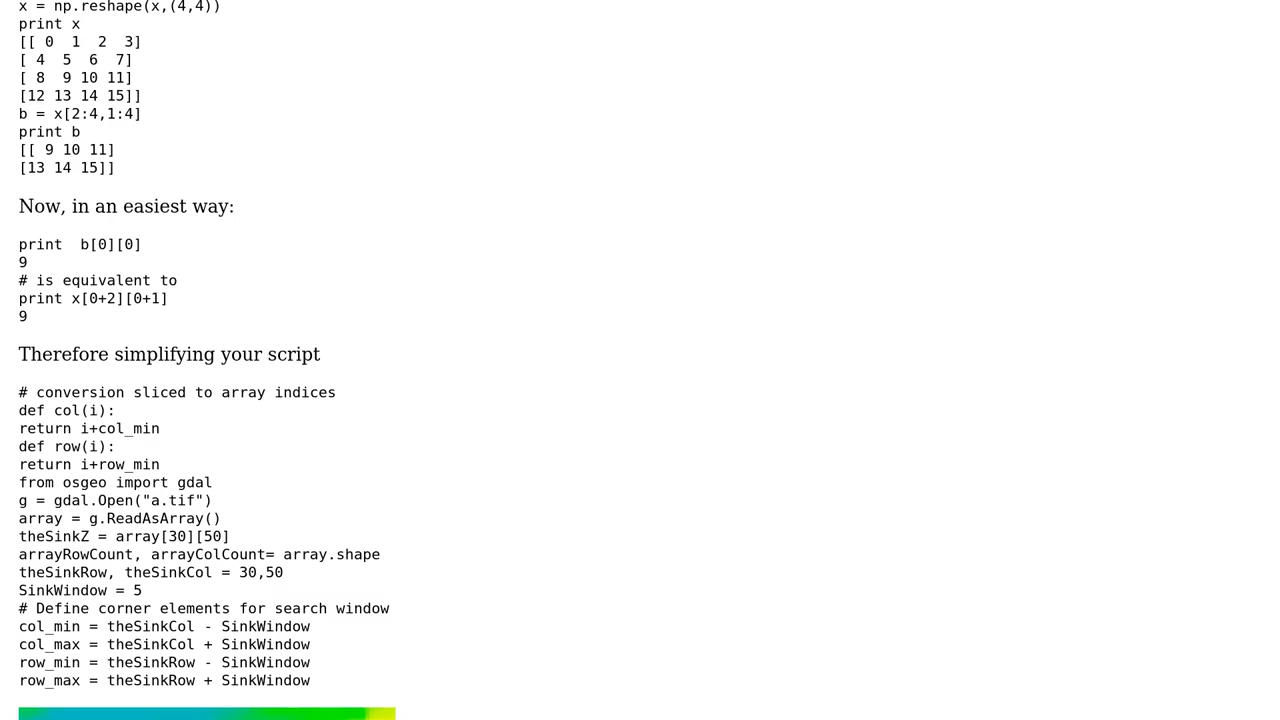 x = np.reshape(x,(4,4))
print x
[[ 0  1  2  3]
[ 4  5  6  7]
[ 8  9 10 11]
[12 13 14 15]]
b = x[2:4,1:4]
print b
[[ 9 10 11]
[13 14 15]]
Now, in an easiest way:
print  b[0][0]
9
# is equivalent to
print x[0+2][0+1]
9
Therefore simplifying your script
# conversion sliced to array indices
def col(i):
return i+col_min
def row(i):
return i+row_min
from osgeo import gdal
g = gdal.Open("a.tif")
array = g.ReadAsArray()
theSinkZ = array[30][50]
arrayRowCount, arrayColCount= array.shape
theSinkRow, theSinkCol = 30,50
SinkWindow = 5
# Define corner elements for search window
col_min = theSinkCol - SinkWindow
col_max = theSinkCol + SinkWindow
row_min = theSinkRow - SinkWindow
row_max = theSinkRow + SinkWindow